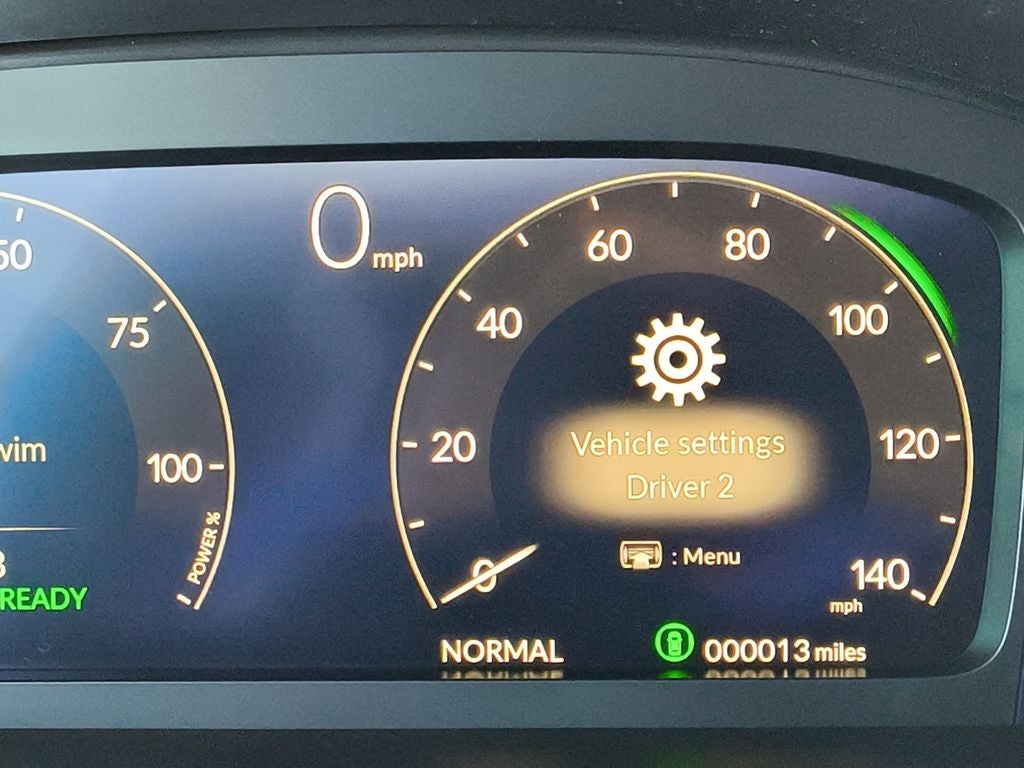 50
75
100
POWER %
READY
0 mph
0
20
40
60
80
100
120
140
mph
Vehicle settings
Driver 2
: Menu
NORMAL
000013 miles